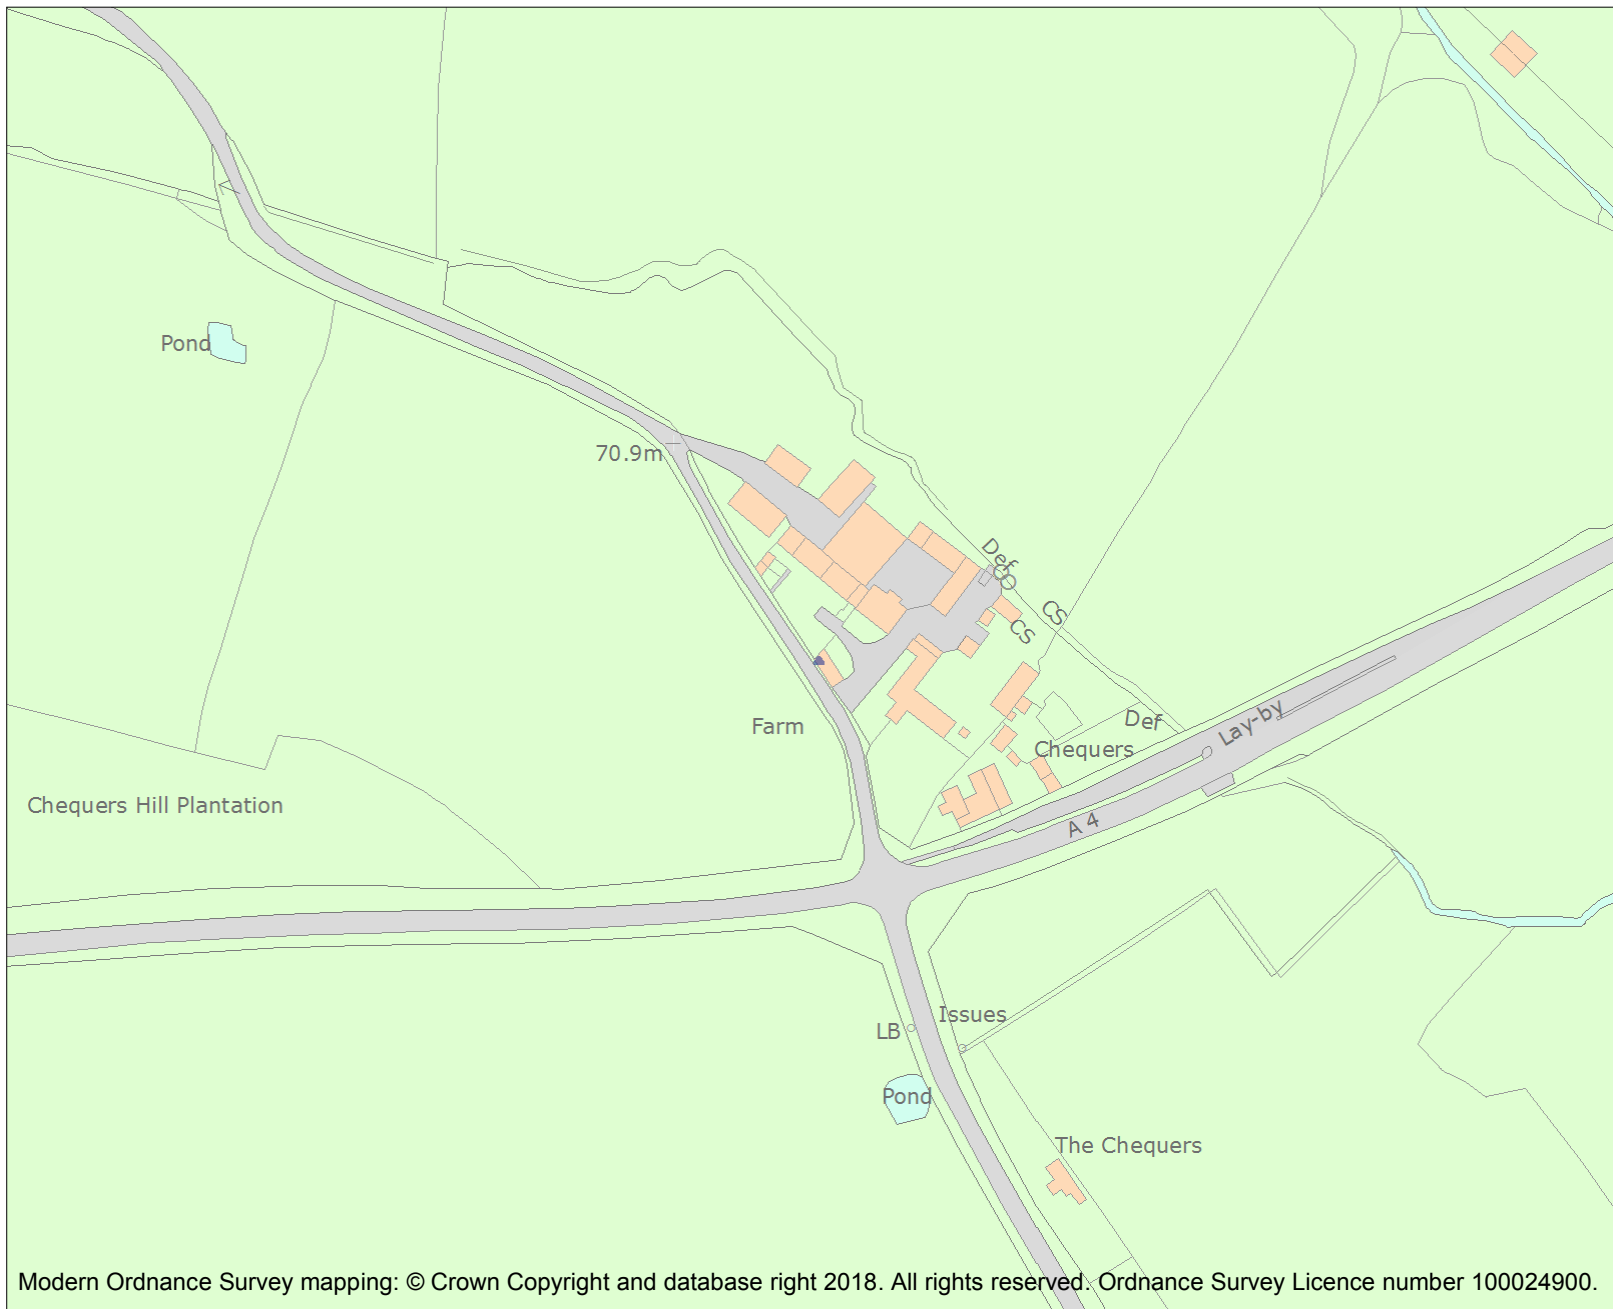 Pond
70.9m
Def
CS
CS
Farm
Def
Lay-by
Chequers
Chequers Hill Plantation
A 4
Issues
LB
Pond
The Chequers
Modern Ordnance Survey mapping: © Crown Copyright and database right 2018. All rights reserved. Ordnance Survey Licence number 100024900.